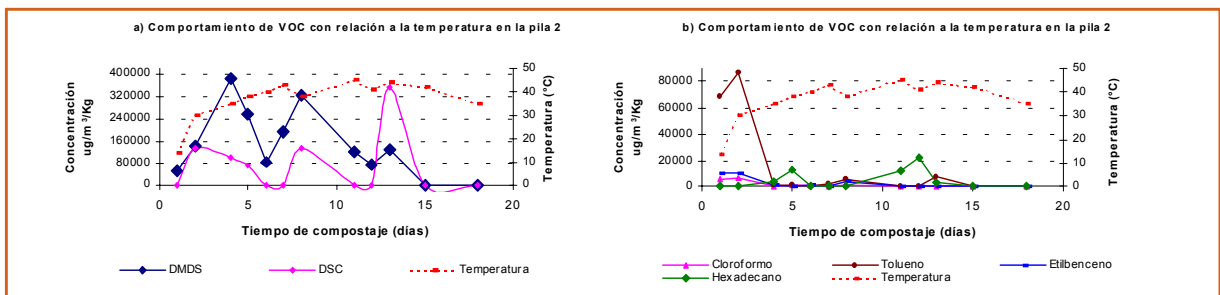 a) Comportamiento de VOC con relación a la temperatura en la pila 2
Concentración
ug/m ³/Kg
400000
320000
240000
160000
80000
0
50
40
30
20
10
0
Temperatura (°C)
0
5
10
15
20
Tiempo de compostaje (días)
DMDS
DSC
Temperatura
b) Comportamiento de VOC con relación a la temperatura en la pila 2
Concentración
ug/m ³/Kg
80000
60000
40000
20000
0
50
40
30
20
10
0
Temperatura (°C)
0
5
10
15
20
Tiempo de compostaje (días)
Cloroformo
Tolueno
Etilbenceno
Hexadecano
Temperatura